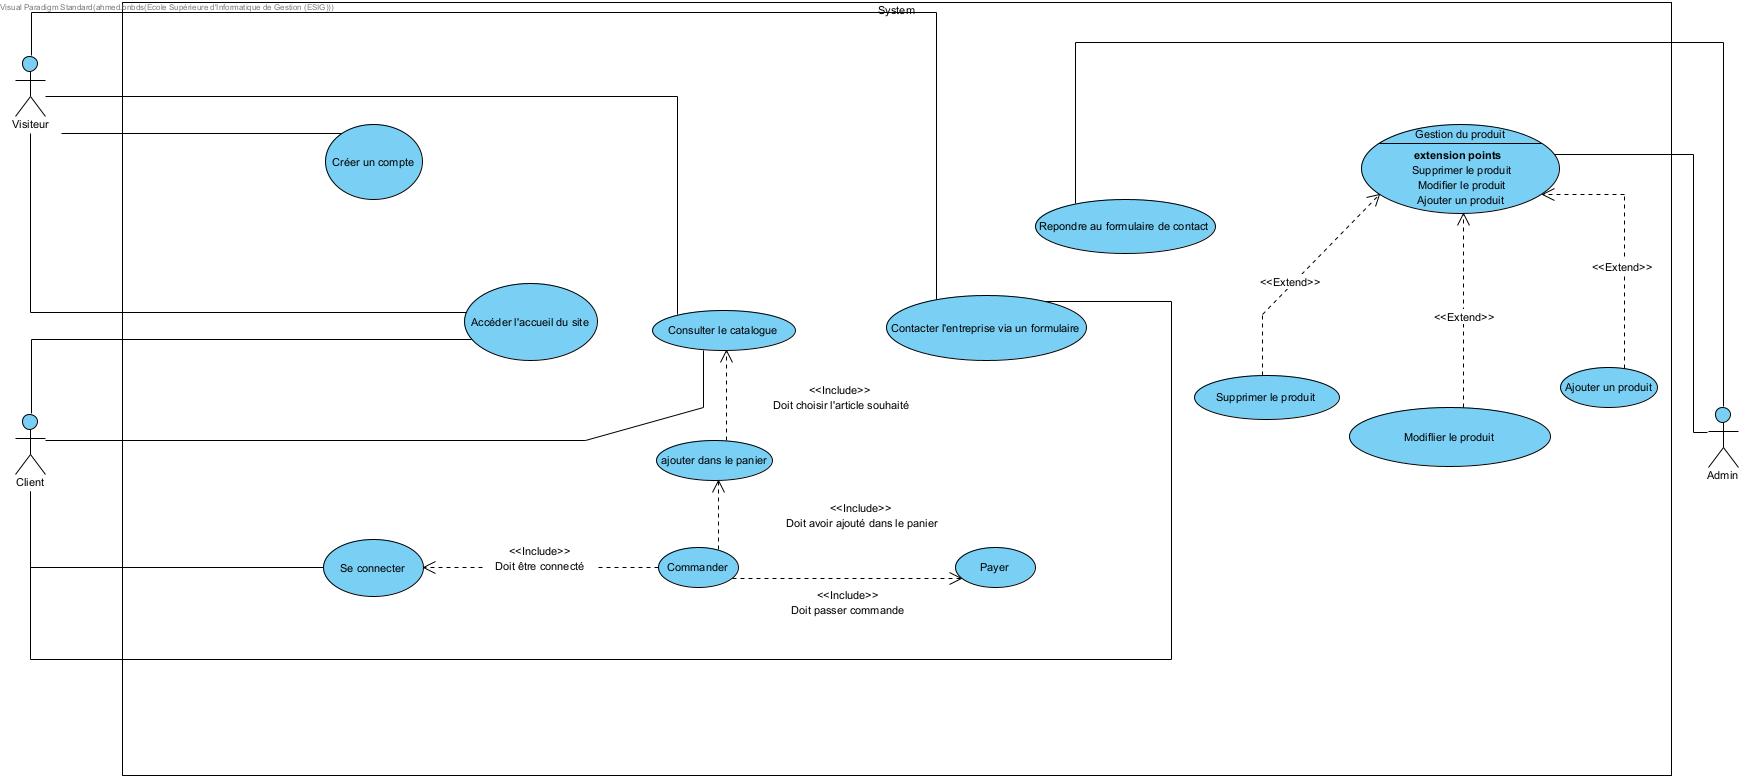 Visual Paradigm Standard(ahmed.bnbds(Ecole Supérieure d'Informatique de Gestion (ESIG)))
System
Visiteur
Créer un compte
Gestion du produit
extension points
Supprimer le produit
Modifier le produit
Ajouter un produit
Repondre au formulaire de contact
<<Extend>>
<<Extend>>
<<Extend>>
Accéder l'accueil du site
Consulter le catalogue
Contacter l'entreprise via un formulaire
<<Include>>
Doit choisir l'article souhaité
Supprimer le produit
Modiflier le produit
Ajouter un produit
Client
Admin
ajouter dans le panier
<<Include>>
Doit avoir ajouté dans le panier
Se connecter
<<Include>>
Doit être connecté
Commander
Payer
<<Include>>
Doit passer commande